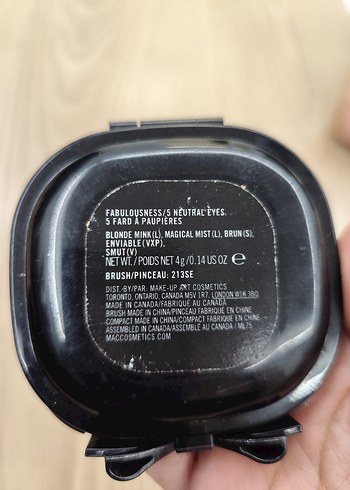 FABULOUSNESS/5 NEUTRAL EYES
5 FARD À PAUPIÈRES
BLONDE MINK(L), MAGICAL MIST(L), BRUN(S),
ENVIABLE(VXP),
SMUT(V)
NET WT./POIDS NET 4g/0.14 US OZ ℮
BRUSH/PINCEAU: 213SE
DIST. BY/PAR: MAKE-UP ART COSMETICS
TORONTO, ONTARIO, CANADA M5V 1R7, LONDON W1K 3BQ
MADE IN CANADA/FABRIQUÉ AU CANADA
BRUSH MADE IN CHINA/PINCEAU FABRIQUÉ EN CHINE
COMPACT MADE IN CHINA/COMPACT FABRIQUÉ EN CHINE
ASSEMBLED IN CANADA/ASSEMBLÉ AU CANADA / ML75
MACCOSMETICS.COM